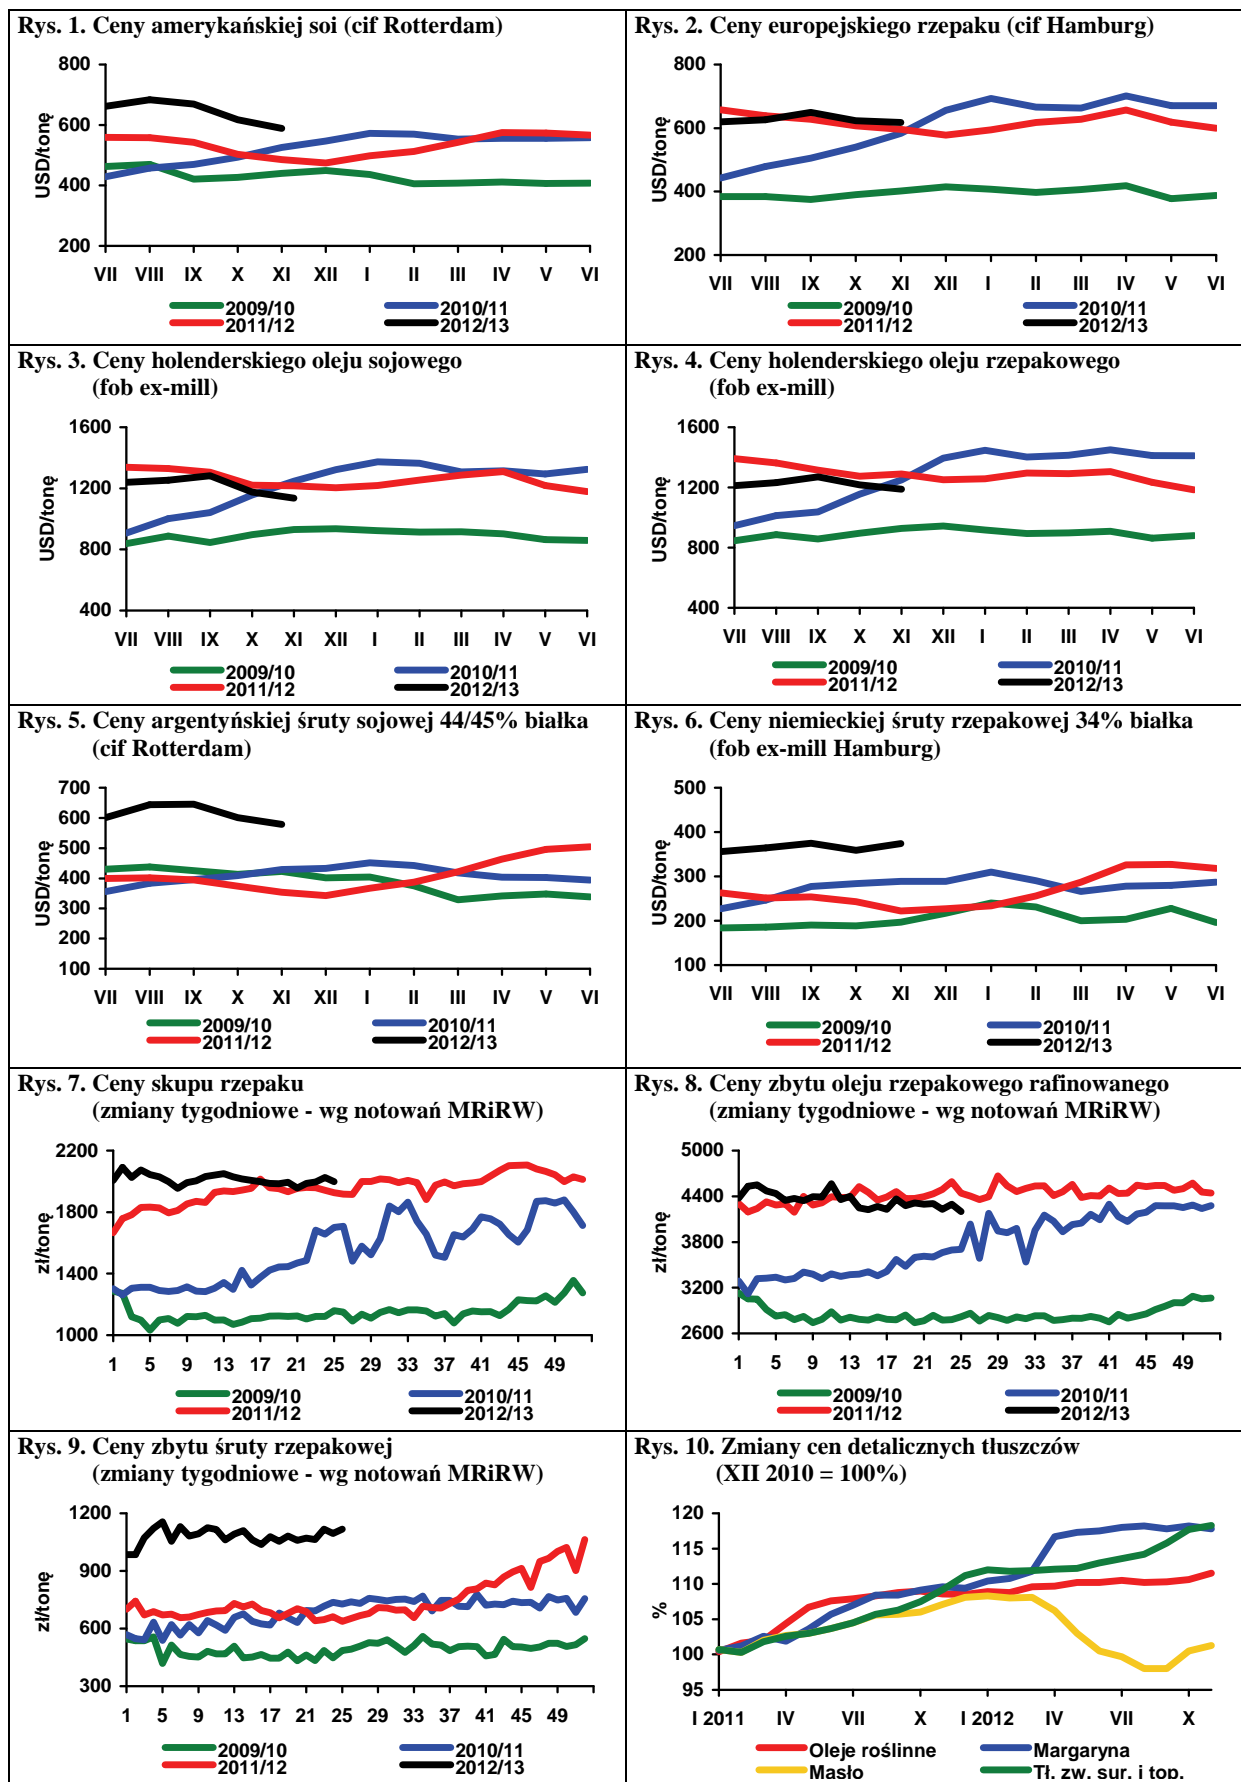 Rys. 1. Ceny amerykańskiej soi (cif Rotterdam)
800
600
400
200
USD/tonę
VII VIII IX X XI XII I II III IV V VI
2009/10 2010/11
2011/12 2012/13
Rys. 2. Ceny europejskiego rzepaku (cif Hamburg)
800
600
400
200
USD/tonę
VII VIII IX X XI XII I II III IV V VI
2009/10 2010/11
2011/12 2012/13
Rys. 3. Ceny holenderskiego oleju sojowego
(fob ex-mill)
1600
1200
800
400
USD/tonę
VII VIII IX X XI XII I II III IV V VI
2009/10 2010/11
2011/12 2012/13
Rys. 4. Ceny holenderskiego oleju rzepakowego
(fob ex-mill)
1600
1200
800
400
USD/tonę
VII VIII IX X XI XII I II III IV V VI
2009/10 2010/11
2011/12 2012/13
Rys. 5. Ceny argentyńskiej śruty sojowej 44/45% białka
(cif Rotterdam)
700
600
500
400
300
200
100
USD/tonę
VII VIII IX X XI XII I II III IV V VI
2009/10 2010/11
2011/12 2012/13
Rys. 6. Ceny niemieckiej śruty rzepakowej 34% białka
(fob ex-mill Hamburg)
500
400
300
200
100
USD/tonę
VII VIII IX X XI XII I II III IV V VI
2009/10 2010/11
2011/12 2012/13
Rys. 7. Ceny skupu rzepaku
(zmiany tygodniowe - wg notowań MRiRW)
2200
1800
1400
1000
zł/tonę
1 5 9 13 17 21 25 29 33 37 41 45 49
2009/10 2010/11
2011/12 2012/13
Rys. 8. Ceny zbytu oleju rzepakowego rafinowanego
(zmiany tygodniowe - wg notowań MRiRW)
5000
4400
3800
3200
2600
zł/tonę
1 5 9 13 17 21 25 29 33 37 41 45 49
2009/10 2010/11
2011/12 2012/13
Rys. 9. Ceny zbytu śruty rzepakowej
(zmiany tygodniowe - wg notowań MRiRW)
1200
900
600
300
zł/tonę
1 5 9 13 17 21 25 29 33 37 41 45 49
2009/10 2010/11
2011/12 2012/13
Rys. 10. Zmiany cen detalicznych tłuszczów
(XII 2010 = 100%)
120
115
110
105
100
95
%
I 2011 IV VII X I 2012 IV VII X
Oleje roślinne Margaryna
Masło Tł. zw. sur. i top.